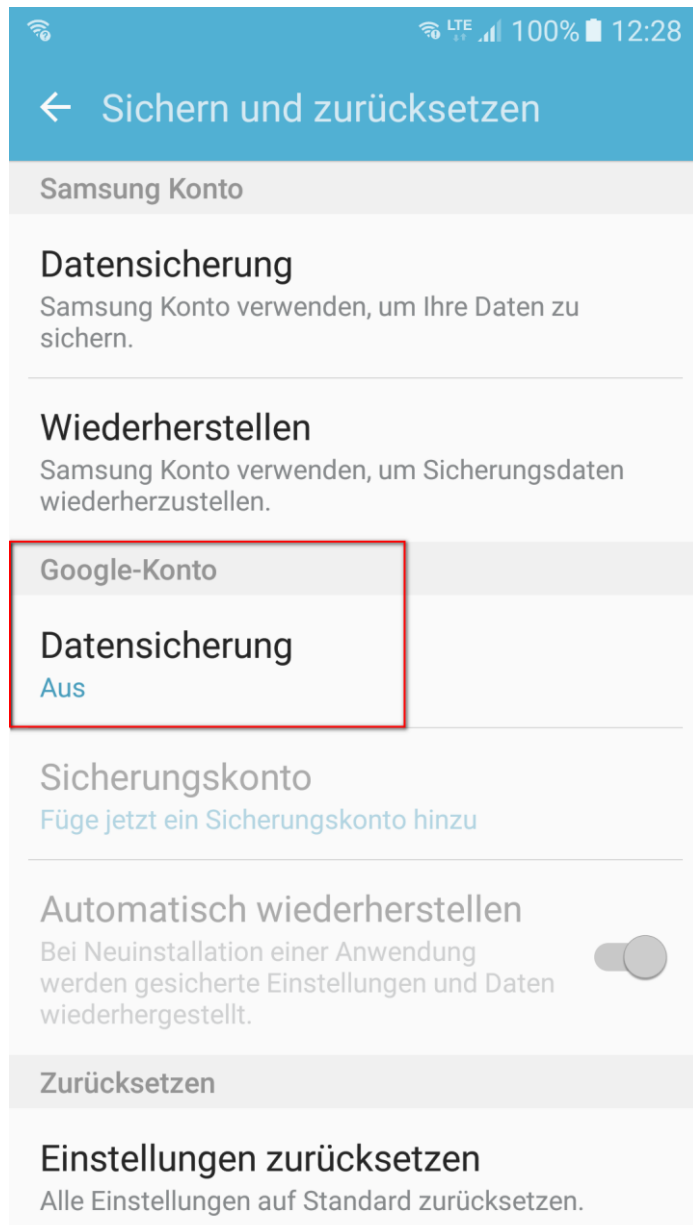 LTE 100% 12:28
Sichern und zurücksetzen
Samsung Konto
Datensicherung
Samsung Konto verwenden, um Ihre Daten zu
sichern.
Wiederherstellen
Samsung Konto verwenden, um Sicherungsdaten
wiederherzustellen.
Google-Konto
Datensicherung
Aus
Sicherungskonto
Füge jetzt ein Sicherungskonto hinzu
Automatisch wiederherstellen
Bei Neuinstallation einer Anwendung
werden gesicherte Einstellungen und Daten
wiederhergestellt.
Zurücksetzen
Einstellungen zurücksetzen
Alle Einstellungen auf Standard zurücksetzen.